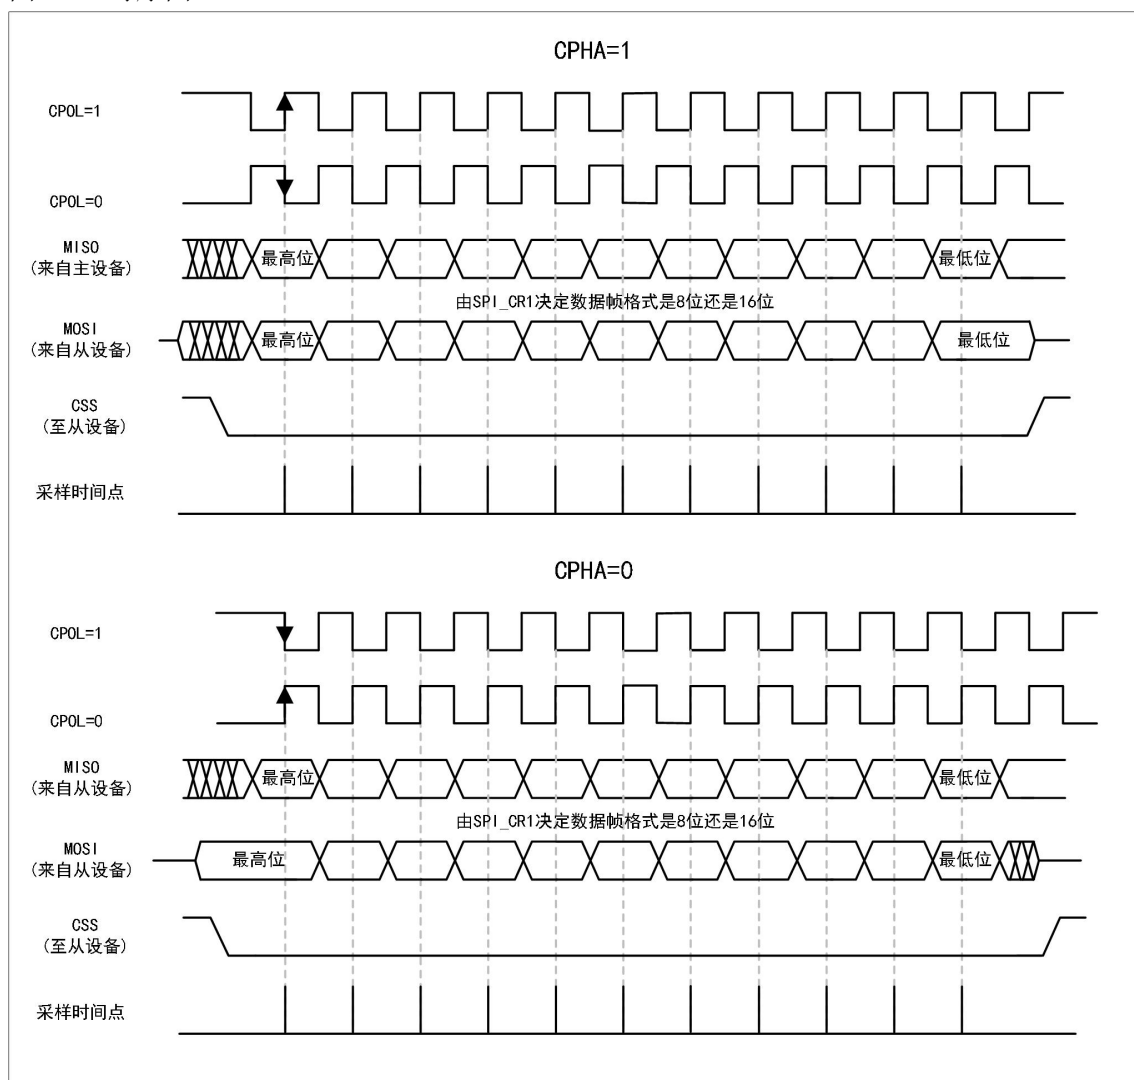 CPHA=1
CPOL=1
CPOL=0
MISO
(来自主设备)
最高位
最低位
由SPI_CR1决定数据帧格式是8位还是16位
MOSI
(来自从设备)
最高位
最低位
CSS
(至从设备)
采样时间点
CPHA=0
CPOL=1
CPOL=0
MISO
(来自从设备)
最高位
最低位
由SPI_CR1决定数据帧格式是8位还是16位
MOSI
(来自从设备)
最高位
最低位
CSS
(至从设备)
采样时间点